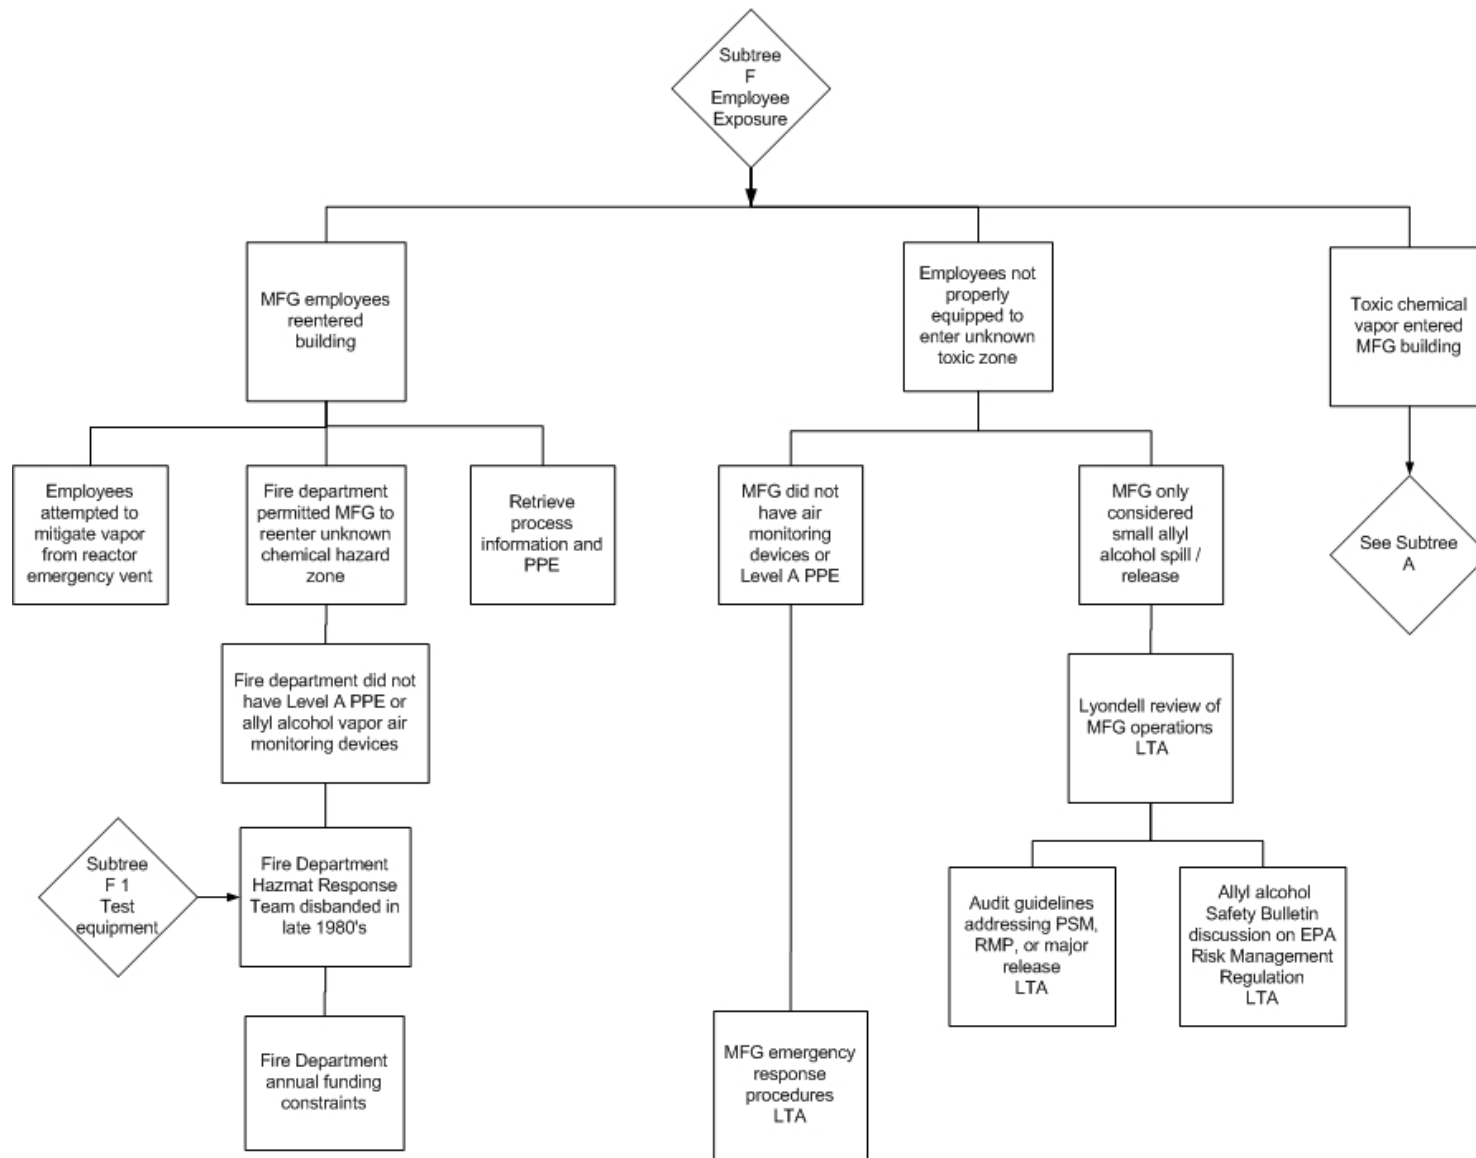 Subtree
F
Employee
Exposure
MFG employees
reentered
building
Employees not
properly
equipped to
enter unknown
toxic zone
Toxic chemical
vapor entered
MFG building
Employees
attempted to
mitigate vapor
from reactor
emergency vent
Fire department
permitted MFG to
reenter unknown
chemical hazard
zone
Retrieve
process
information and
PPE
MFG did not
have air
monitoring
devices or
Level A PPE
MFG only
considered
small allyl
alcohol spill /
release
See Subtree
A
Fire department did not
have Level A PPE or
allyl alcohol vapor air
monitoring devices
Lyondell review of
MFG operations
LTA
Subtree
F 1
Test
equipment
Fire Department
Hazmat Response
Team disbanded in
late 1980's
Audit guidelines
addressing PSM,
RMP, or major
release
LTA
Allyl alcohol
Safety Bulletin
discussion on EPA
Risk Management
Regulation
LTA
Fire Department
annual funding
constraints
MFG emergency
response
procedures
LTA